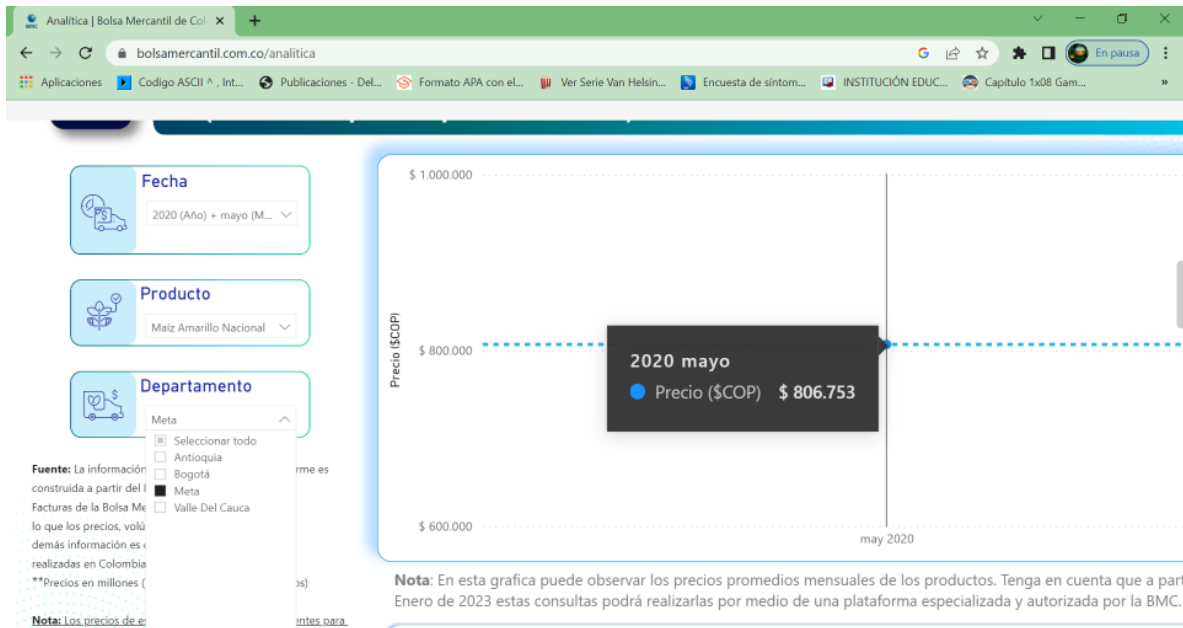 Analítica | Bolsa Mercantil de Col
bolsamercantil.com.co/analitica
En pausa
Aplicaciones
Codigo ASCII ^ , Int...
Publicaciones - Del...
Formato APA con el...
Ver Serie Van Helsin...
Encuesta de síntom...
INSTITUCIÓN EDUC...
Capítulo 1x08 Gam...
»
Fecha
2020 (Año) + mayo (M...
Producto
Maíz Amarillo Nacional
Departamento
Meta
Seleccionar todo
Antioquia
Bogotá
Meta
Valle Del Cauca
Fuente: La información rme es
construida a partir del
Facturas de la Bolsa Me
lo que los precios, volú
demás información es
realizadas en Colombia
**Precios en millones ( os)
Nota: Los precios de es entes para
$ 1.000.000
$ 800.000
$ 600.000
Precio ($COP)
2020 mayo
Precio ($COP) $ 806.753
may 2020
Nota: En esta grafica puede observar los precios promedios mensuales de los productos. Tenga en cuenta que a part
Enero de 2023 estas consultas podrá realizarlas por medio de una plataforma especializada y autorizada por la BMC.